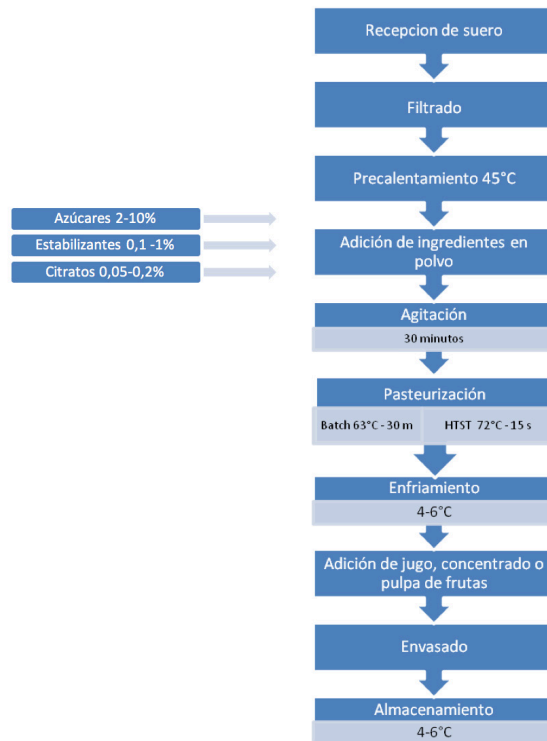 Recepcion de suero
Filtrado
Precalentamiento 45°C
Azúcares 2-10%
Estabilizantes 0,1 -1%
Citratos 0,05-0,2%
Adición de ingredientes en
polvo
Agitación
30 minutos
Pasteurización
Batch 63°C - 30 m
HTST 72°C - 15 s
Enfriamiento
4-6°C
Adición de jugo, concentrado o
pulpa de frutas
Envasado
Almacenamiento
4-6°C